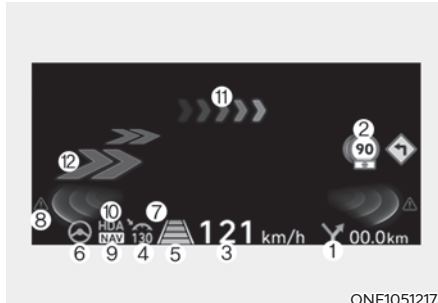 ⑪
②
90
⑫
⑧
⑩ ⑦
HDA
NAV 130 121 km/h 00.0km
⑥ ⑨ ④ ⑤ ③ ①
ONE1051217